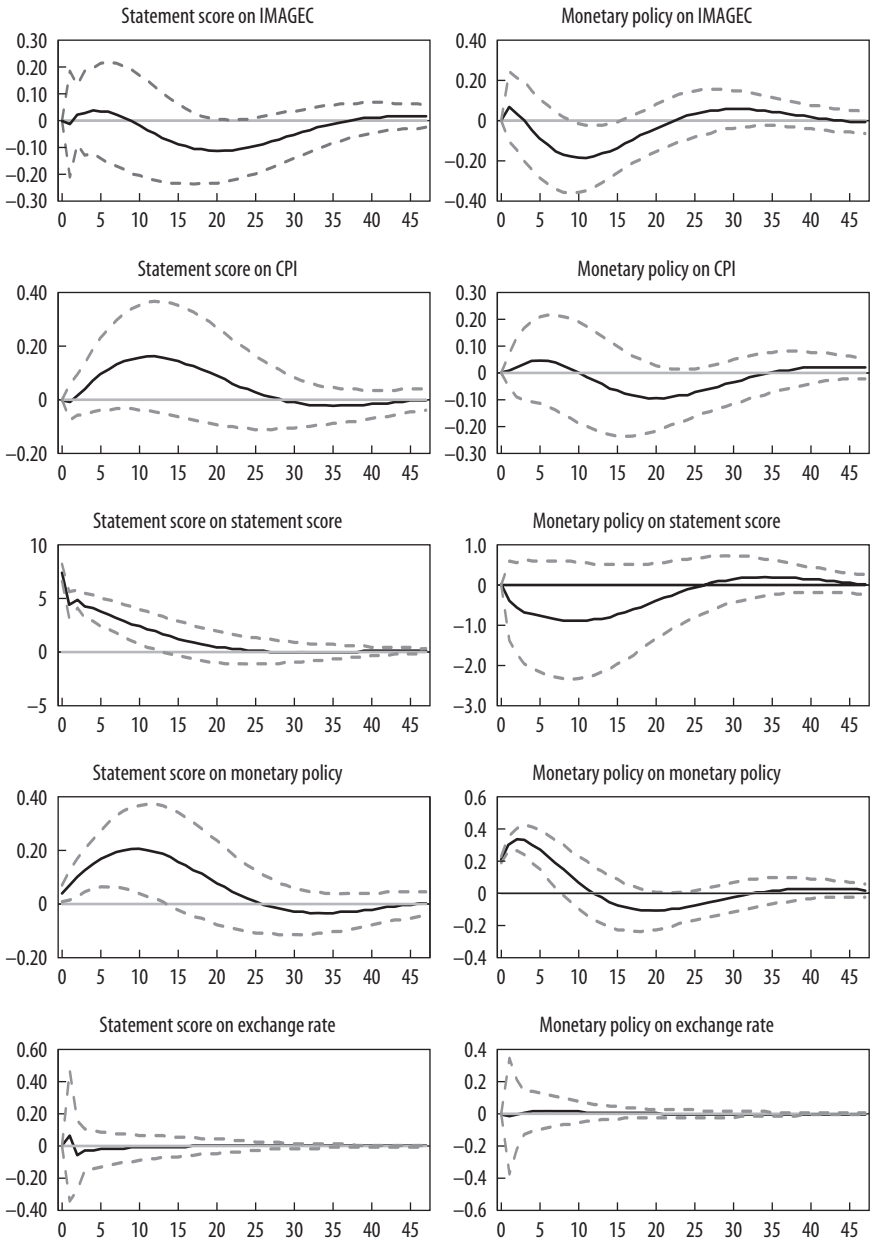 Statement score on IMAGEC
0.30
0.20
0.10
0
−0.10
−0.20
−0.30
0 5 10 15 20 25 30 35 40 45
Monetary policy on IMAGEC
0.40
0.20
0
−0.20
−0.40
0 5 10 15 20 25 30 35 40 45
Statement score on CPI
0.40
0.20
0
−0.20
0 5 10 15 20 25 30 35 40 45
Monetary policy on CPI
0.30
0.20
0.10
0
−0.10
−0.20
−0.30
0 5 10 15 20 25 30 35 40 45
Statement score on statement score
10
5
0
−5
0 5 10 15 20 25 30 35 40 45
Monetary policy on statement score
1.0
0
−1.0
−2.0
−3.0
0 5 10 15 20 25 30 35 40 45
Statement score on monetary policy
0.40
0.20
0
−0.20
0 5 10 15 20 25 30 35 40 45
Monetary policy on monetary policy
0.6
0.4
0.2
0
−0.2
−0.4
0 5 10 15 20 25 30 35 40 45
Statement score on exchange rate
0.60
0.40
0.20
0
−0.20
−0.40
0 5 10 15 20 25 30 35 40 45
Monetary policy on exchange rate
0.4
0.2
0
−0.2
−0.4
−0.6
0 5 10 15 20 25 30 35 40 45